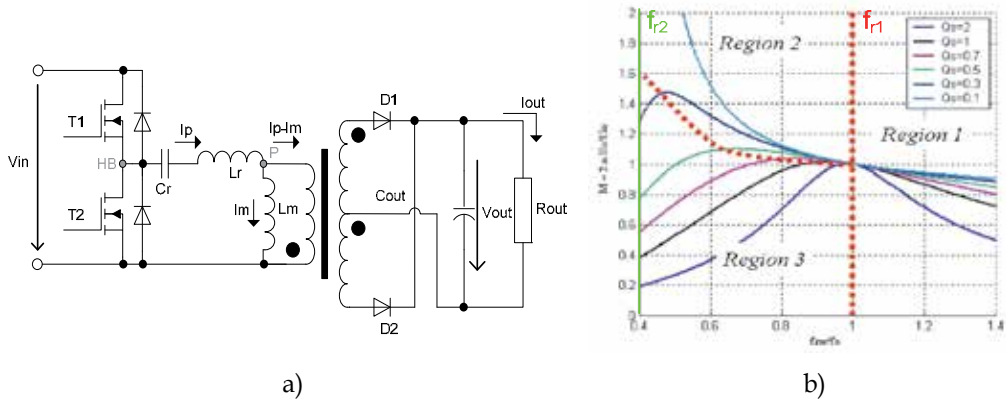 Vin
T1
HB
T2
Ip
Cr
Lr
Ip-Im
P
Im
Lm
D1
D2
Cout
Vout
Iout
Rout
a)
fr2
fr1
Region 2
Region 1
Region 3
Qs=2
Qs=1
Qs=0.7
Qs=0.5
Qs=0.3
Qs=0.1
2
1.6
1.4
1.2
1
0.8
0.6
0.4
0.2
0
0.4
0.6
0.8
1
1.2
1.4
b)